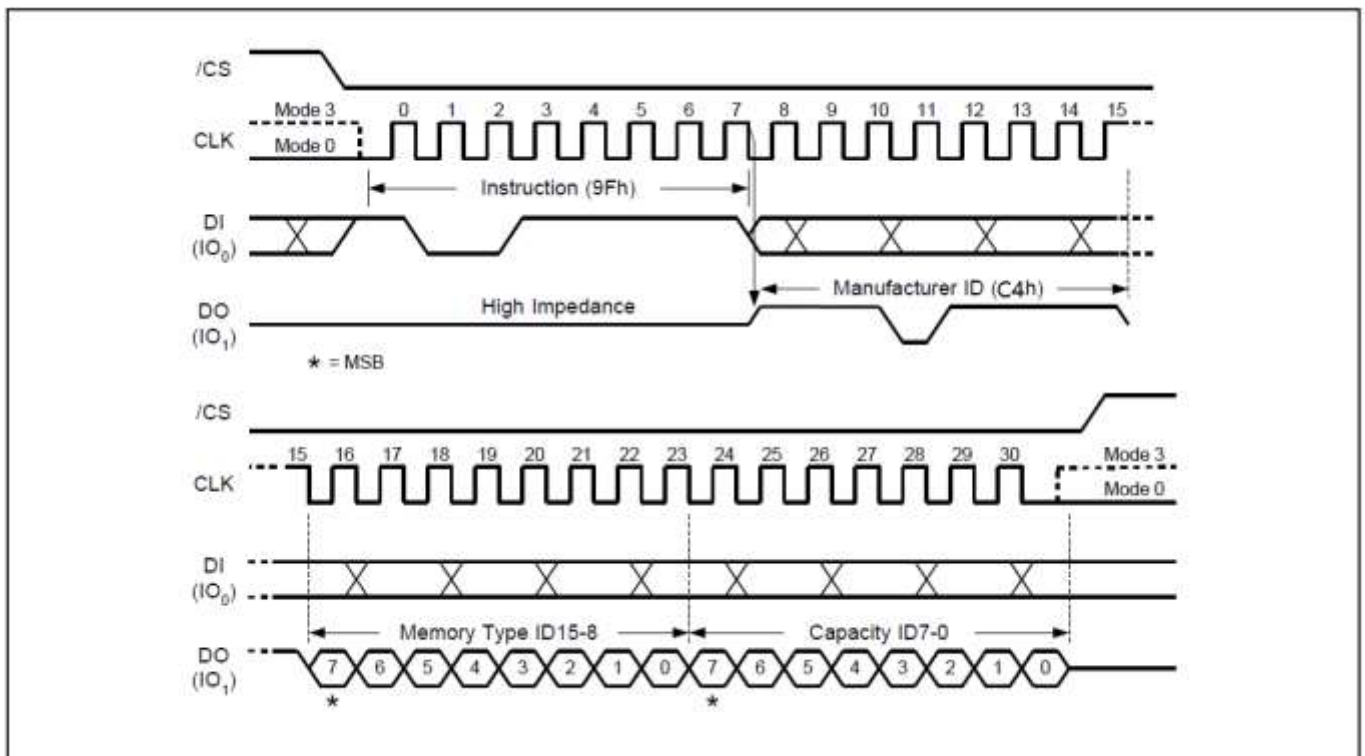 /CS
Mode 3 0 1 2 3 4 5 6 7 8 9 10 11 12 13 14 15
CLK
Mode 0
Instruction (9Fh)
DI
(IO₀)
Manufacturer ID (C4h)
High Impedance
DO
(IO₁)
* = MSB
/CS
15 16 17 18 19 20 21 22 23 24 25 26 27 28 29 30 Mode 3
CLK
Mode 0
DI
(IO₀)
Memory Type ID15-8 Capacity ID7-0
DO
7 6 5 4 3 2 1 0 7 6 5 4 3 2 1 0
(IO₁)
* *